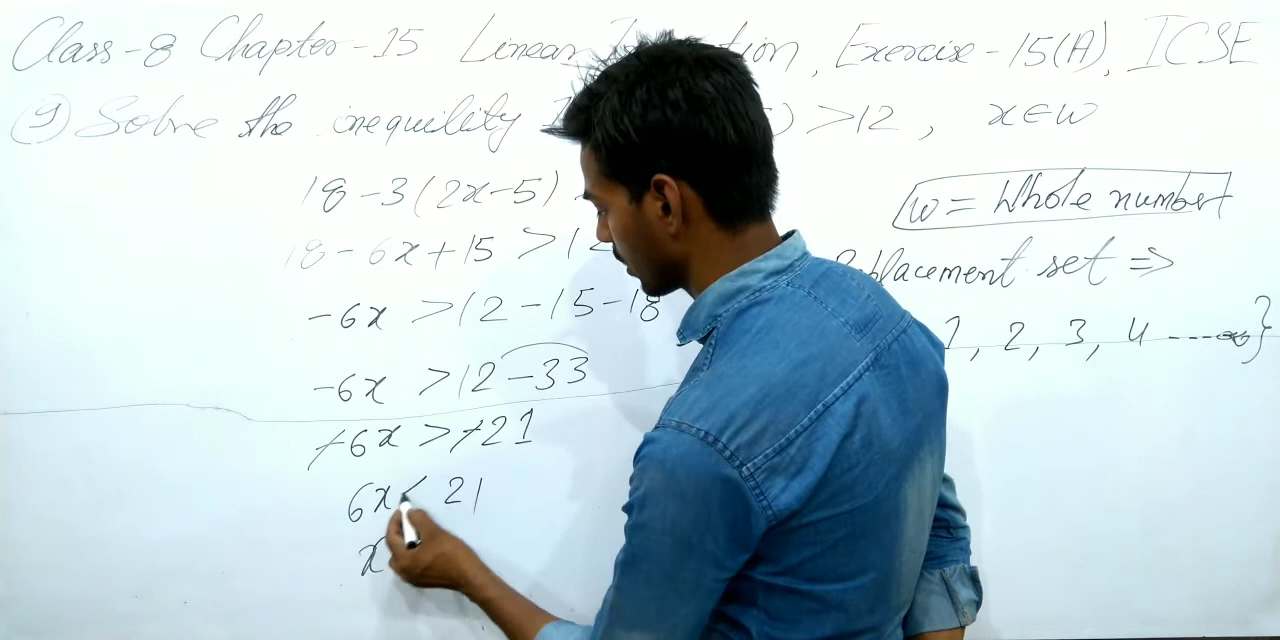 Class-8 Chapter-15 Linear , Exercise-15(A), ICSE
9) Solve the inequility ) >12, x∈W
18-3(2x-5)
18-6x+15 >12
-6x >12-15-18
-6x >12-33
-6x >-21
6x< 21
x
W= Whole number
Replacement set ⇒
1, 2, 3, 4 ----∞}